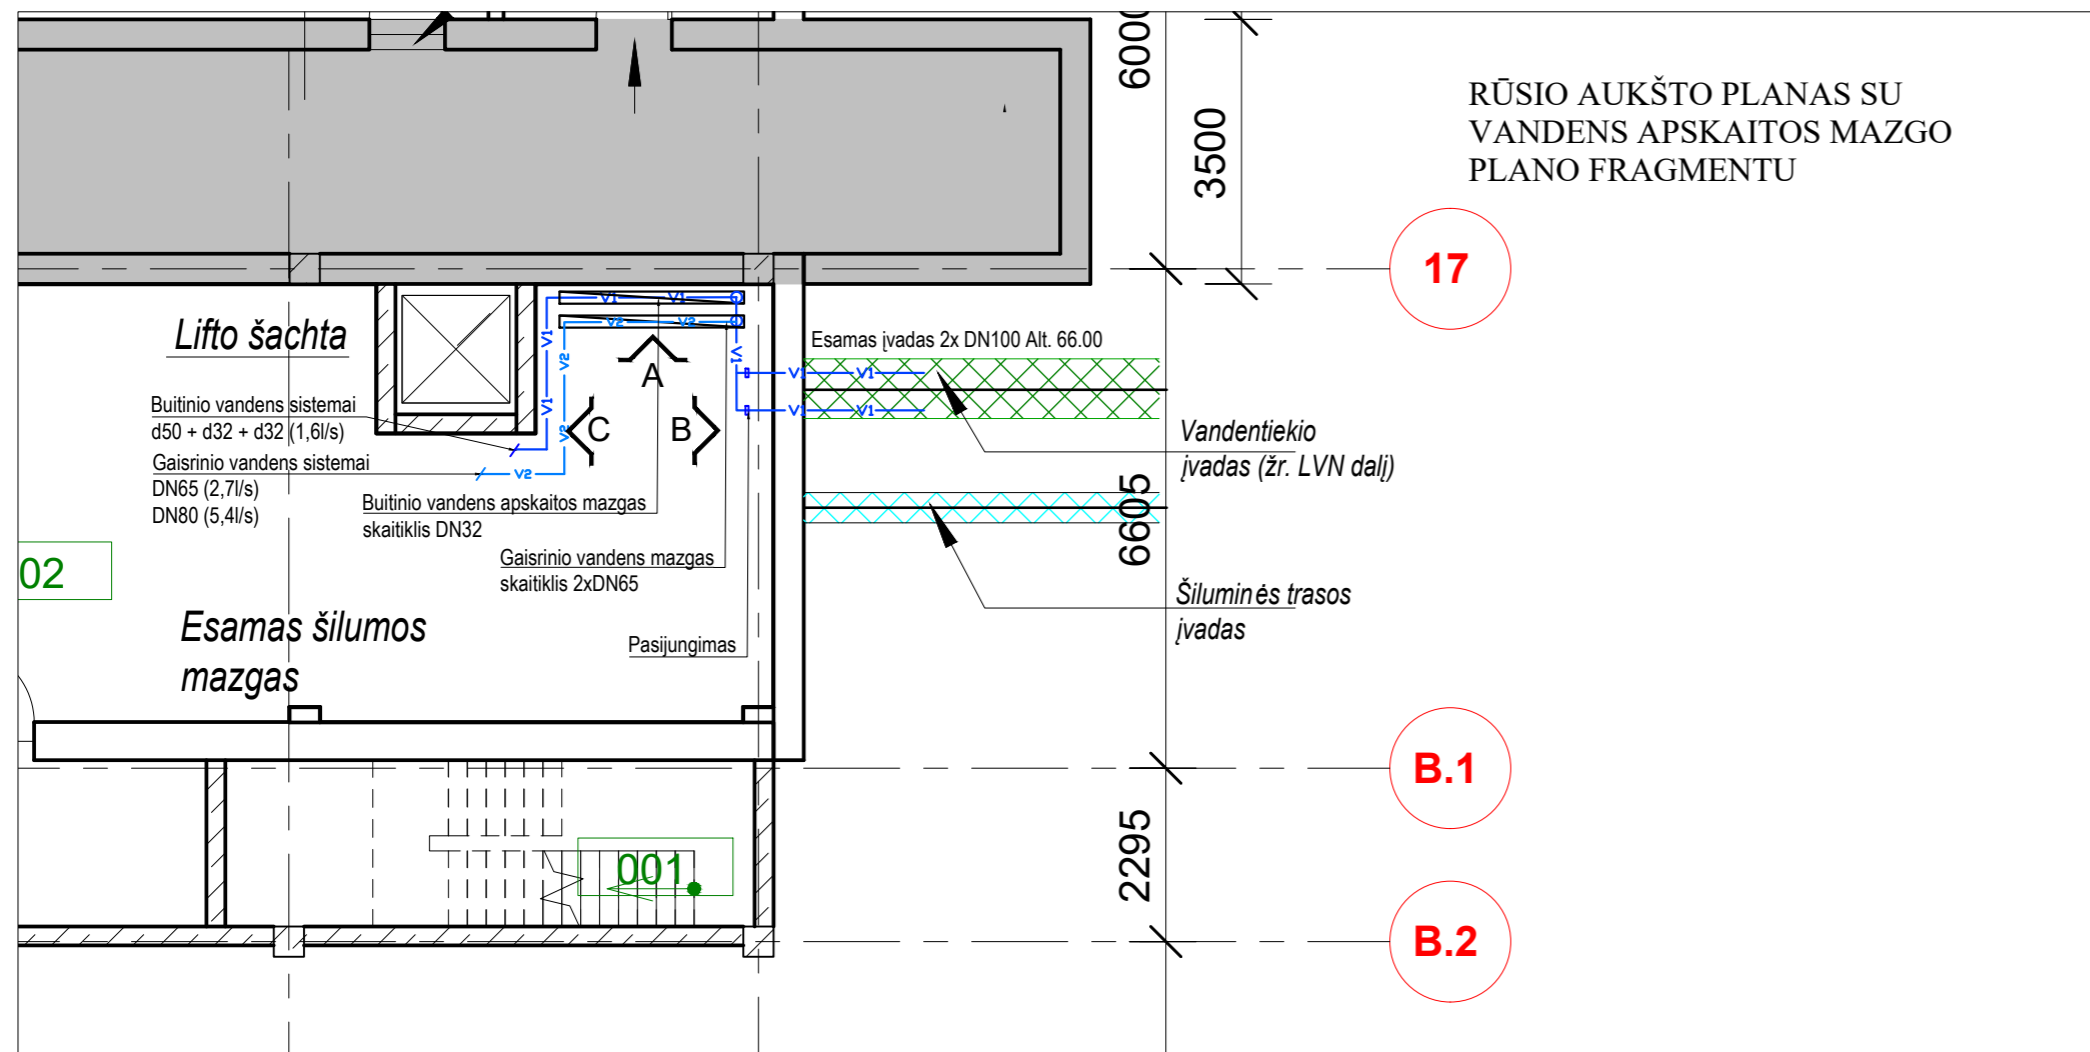 RŪSIO AUKŠTO PLANAS SU
VANDENS APSKAITOS MAZGO
PLANO FRAGMENTU
6000
3500
17
Lifto šachta
V1
V1
V2
V2
V1
V2
V1
V1
V2
V2
A
C
B
Esamas įvadas 2x DN100 Alt. 66.00
V1
V1
V1
V1
Buitinio vandens sistemai
d50 + d32 + d32 (1,6l/s)
Gaisrinio vandens sistemai
DN65 (2,7l/s)
DN80 (5,4l/s)
Buitinio vandens apskaitos mazgas
skaitiklis DN32
Gaisrinio vandens mazgas
skaitiklis 2xDN65
Pasijungimas
Vandentiekio
įvadas (žr. LVN dalį)
6605
Šiluminės trasos
įvadas
02
Esamas šilumos
mazgas
B.1
2295
001
B.2